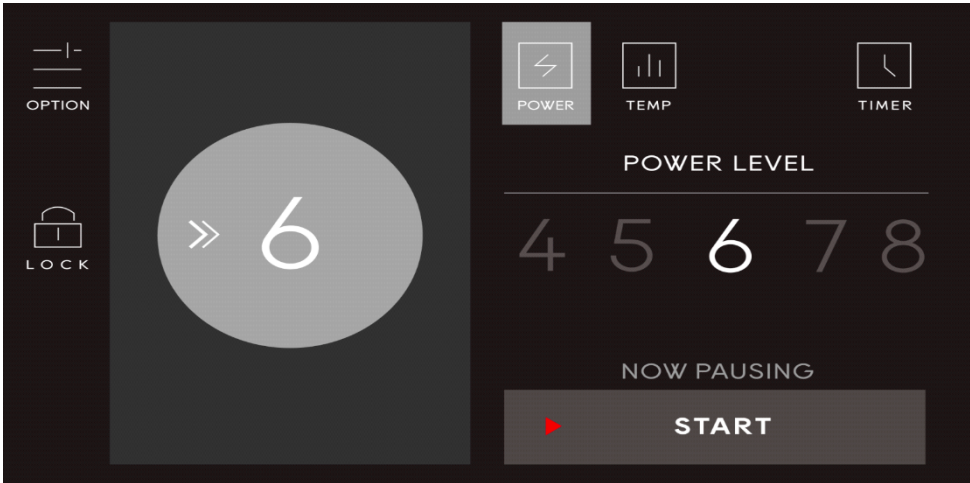 OPTION
LOCK
6
POWER TEMP TIMER
POWER LEVEL
4 5 6 7 8
NOW PAUSING
START